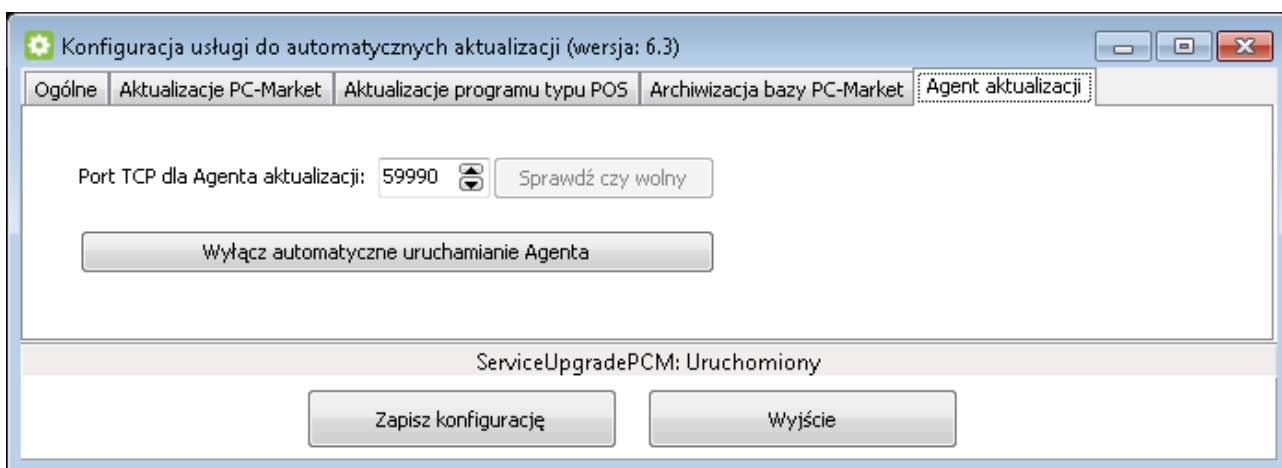 Konfiguracja usługi do automatycznych aktualizacji (wersja: 6.3)
Ogólne Aktualizacje PC-Market Aktualizacje programu typu POS Archiwizacja bazy PC-Market Agent aktualizacji
Port TCP dla Agenta aktualizacji: 59990 Sprawdź czy wolny
Wyłącz automatyczne uruchamianie Agenta
ServiceUpgradePCM: Uruchomiony
Zapisz konfigurację Wyjście